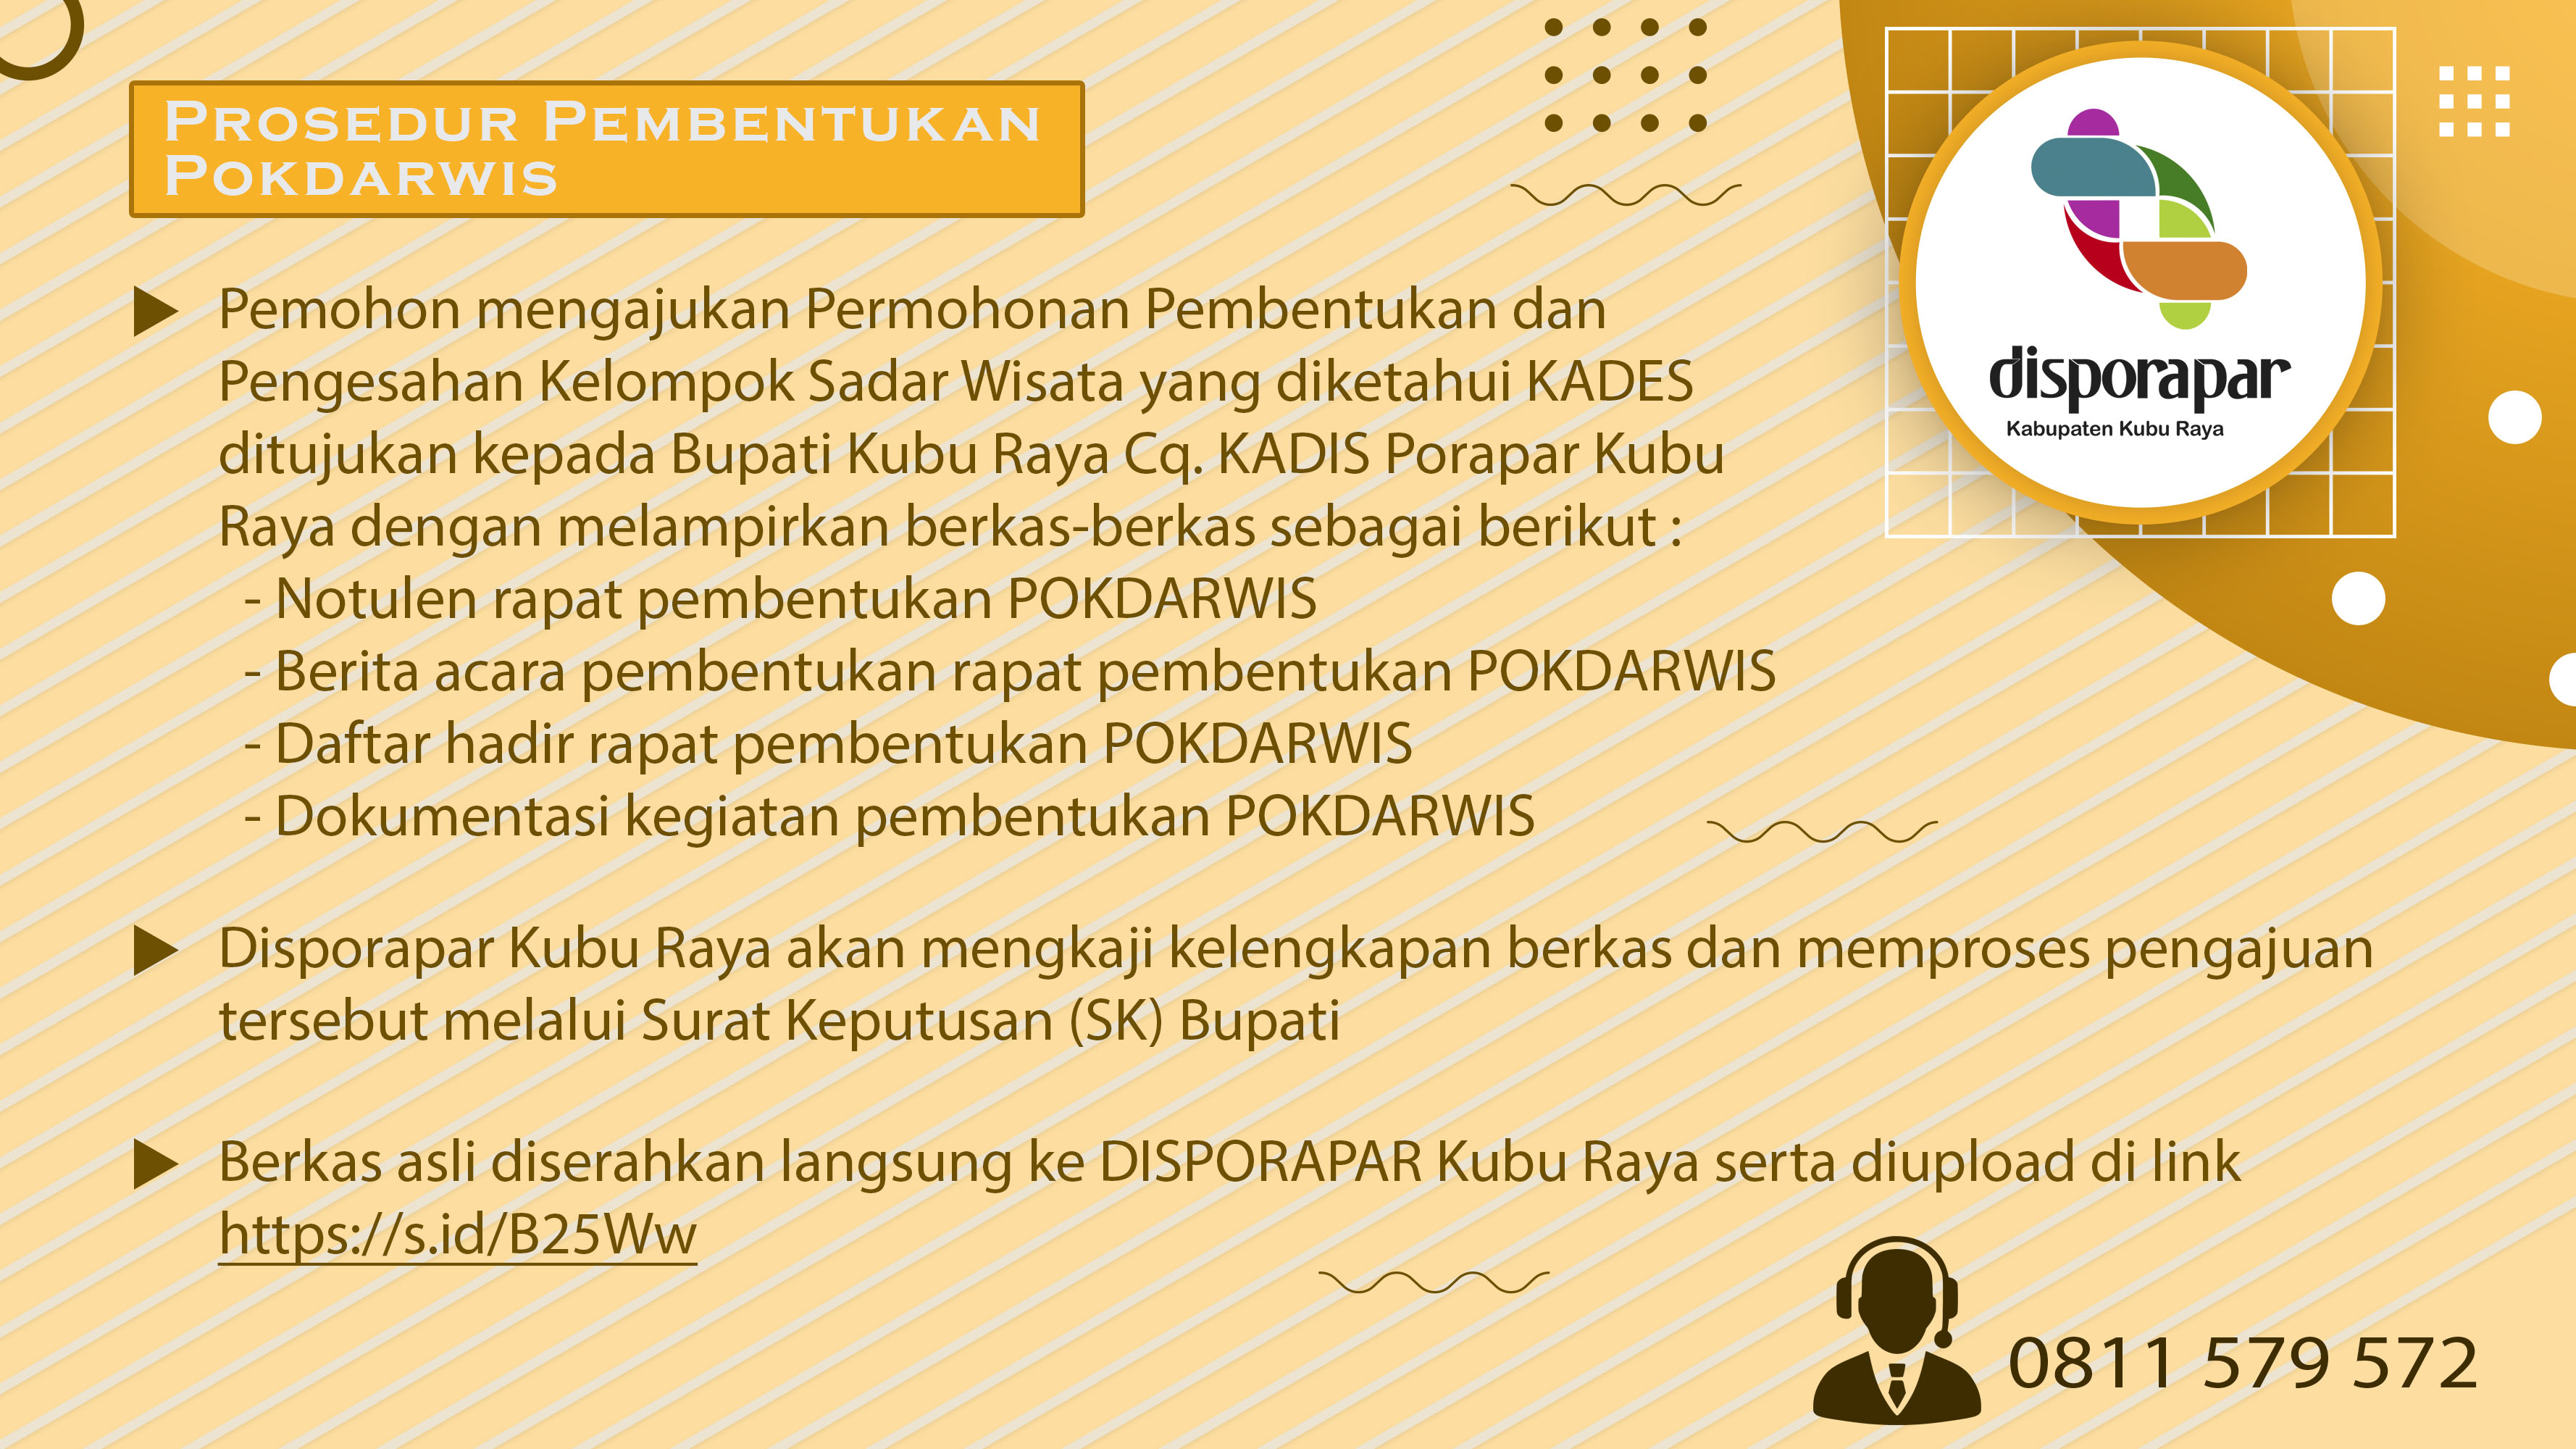 Prosedur Pembentukan
Pokdarwis
disporapar
Kabupaten Kubu Raya
Pemohon mengajukan Permohonan Pembentukan dan
Pengesahan Kelompok Sadar Wisata yang diketahui KADES
ditujukan kepada Bupati Kubu Raya Cq. KADIS Porapar Kubu
Raya dengan melampirkan berkas-berkas sebagai berikut :
- Notulen rapat pembentukan POKDARWIS
- Berita acara pembentukan rapat pembentukan POKDARWIS
- Daftar hadir rapat pembentukan POKDARWIS
- Dokumentasi kegiatan pembentukan POKDARWIS
Disporapar Kubu Raya akan mengkaji kelengkapan berkas dan memproses pengajuan
tersebut melalui Surat Keputusan (SK) Bupati
Berkas asli diserahkan langsung ke DISPORAPAR Kubu Raya serta diupload di link
https://s.id/B25Ww
0811 579 572